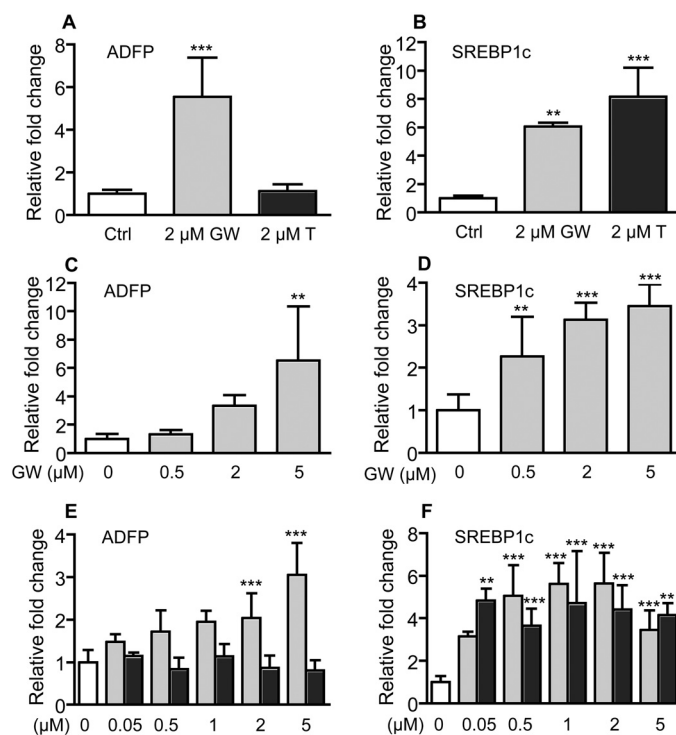 A
B
ADFP
SREBP1c
Relative fold change
8
6
4
2
0
***
Ctrl
2 µM GW
2 µM T
Relative fold change
12
10
8
6
4
2
0
**
***
Ctrl
2 µM GW
2 µM T
C
D
ADFP
SREBP1c
Relative fold change
12
10
8
6
4
2
0
**
GW (µM)
0
0.5
2
5
Relative fold change
4
3
2
1
0
**
***
***
GW (µM)
0
0.5
2
5
E
F
ADFP
SREBP1c
Relative fold change
4
3
2
1
0
***
***
(µM)
0
0.05
0.5
1
2
5
Relative fold change
8
6
4
2
0
**
***
***
***
***
***
***
***
**
(µM)
0
0.05
0.5
1
2
5